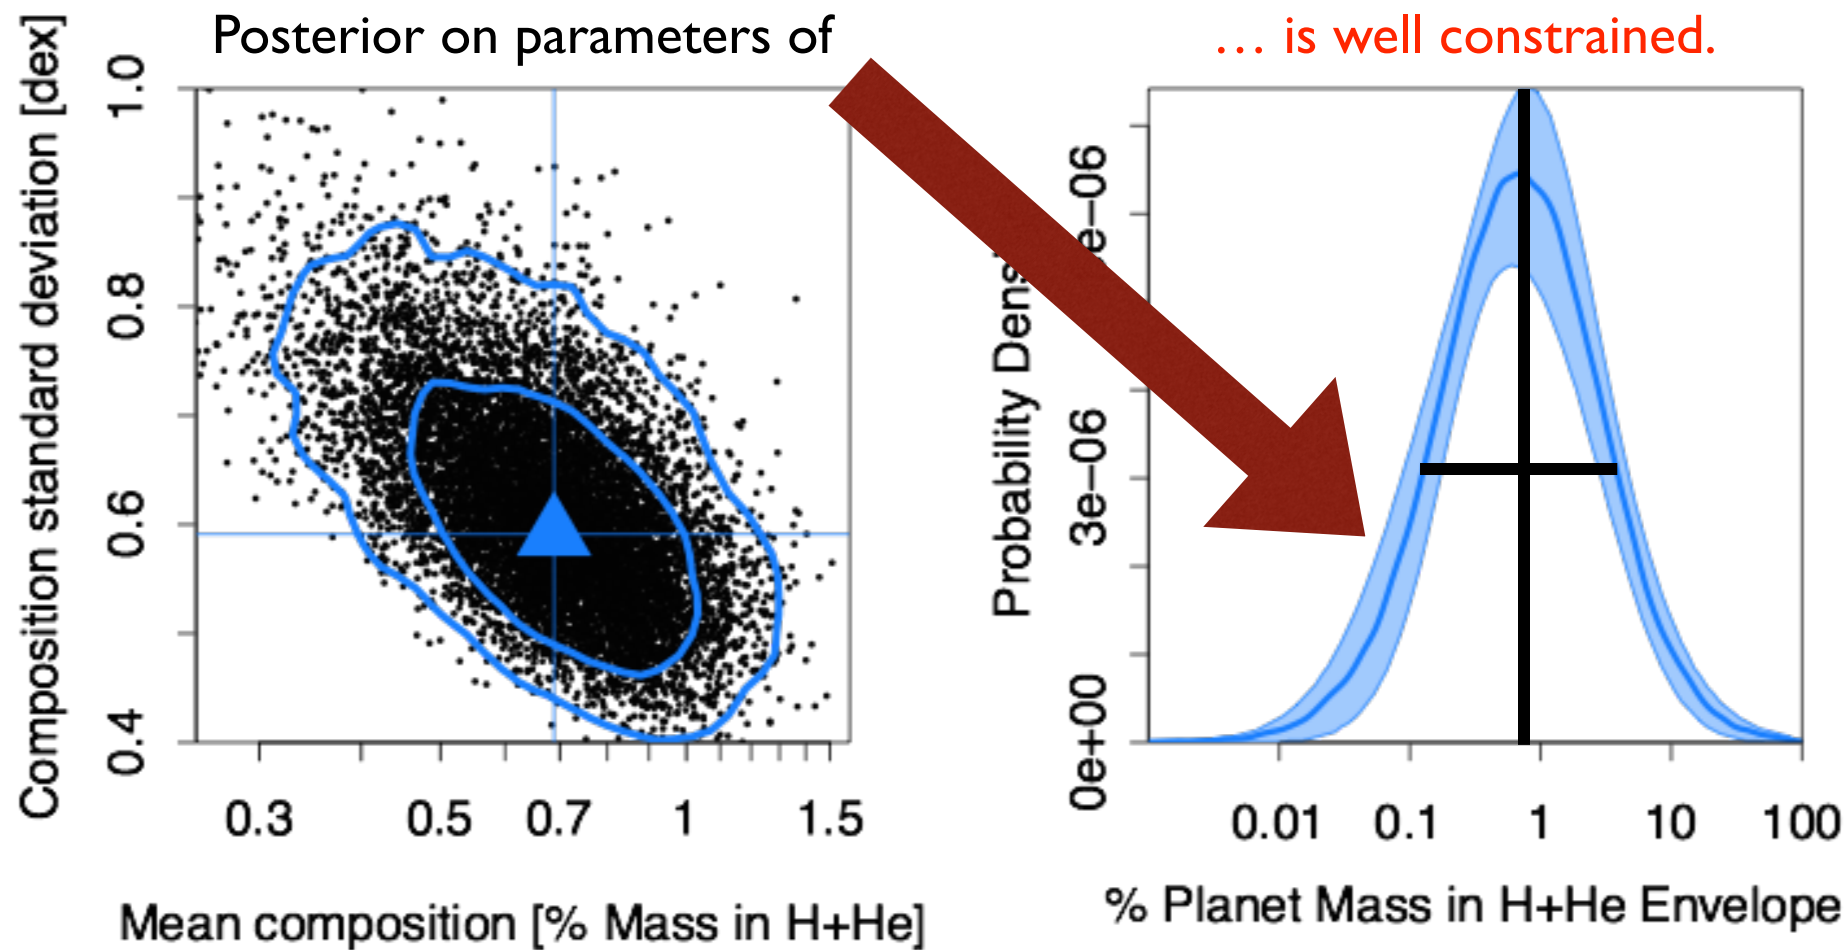 Posterior on parameters of
… is well constrained.
Composition standard deviation [dex]
1.0
0.8
0.6
0.4
0.3 0.5 0.7 1 1.5
Mean composition [% Mass in H+He]
3e−06
0e+00
0.01 0.1 1 10 100
% Planet Mass in H+He Envelope
Probability